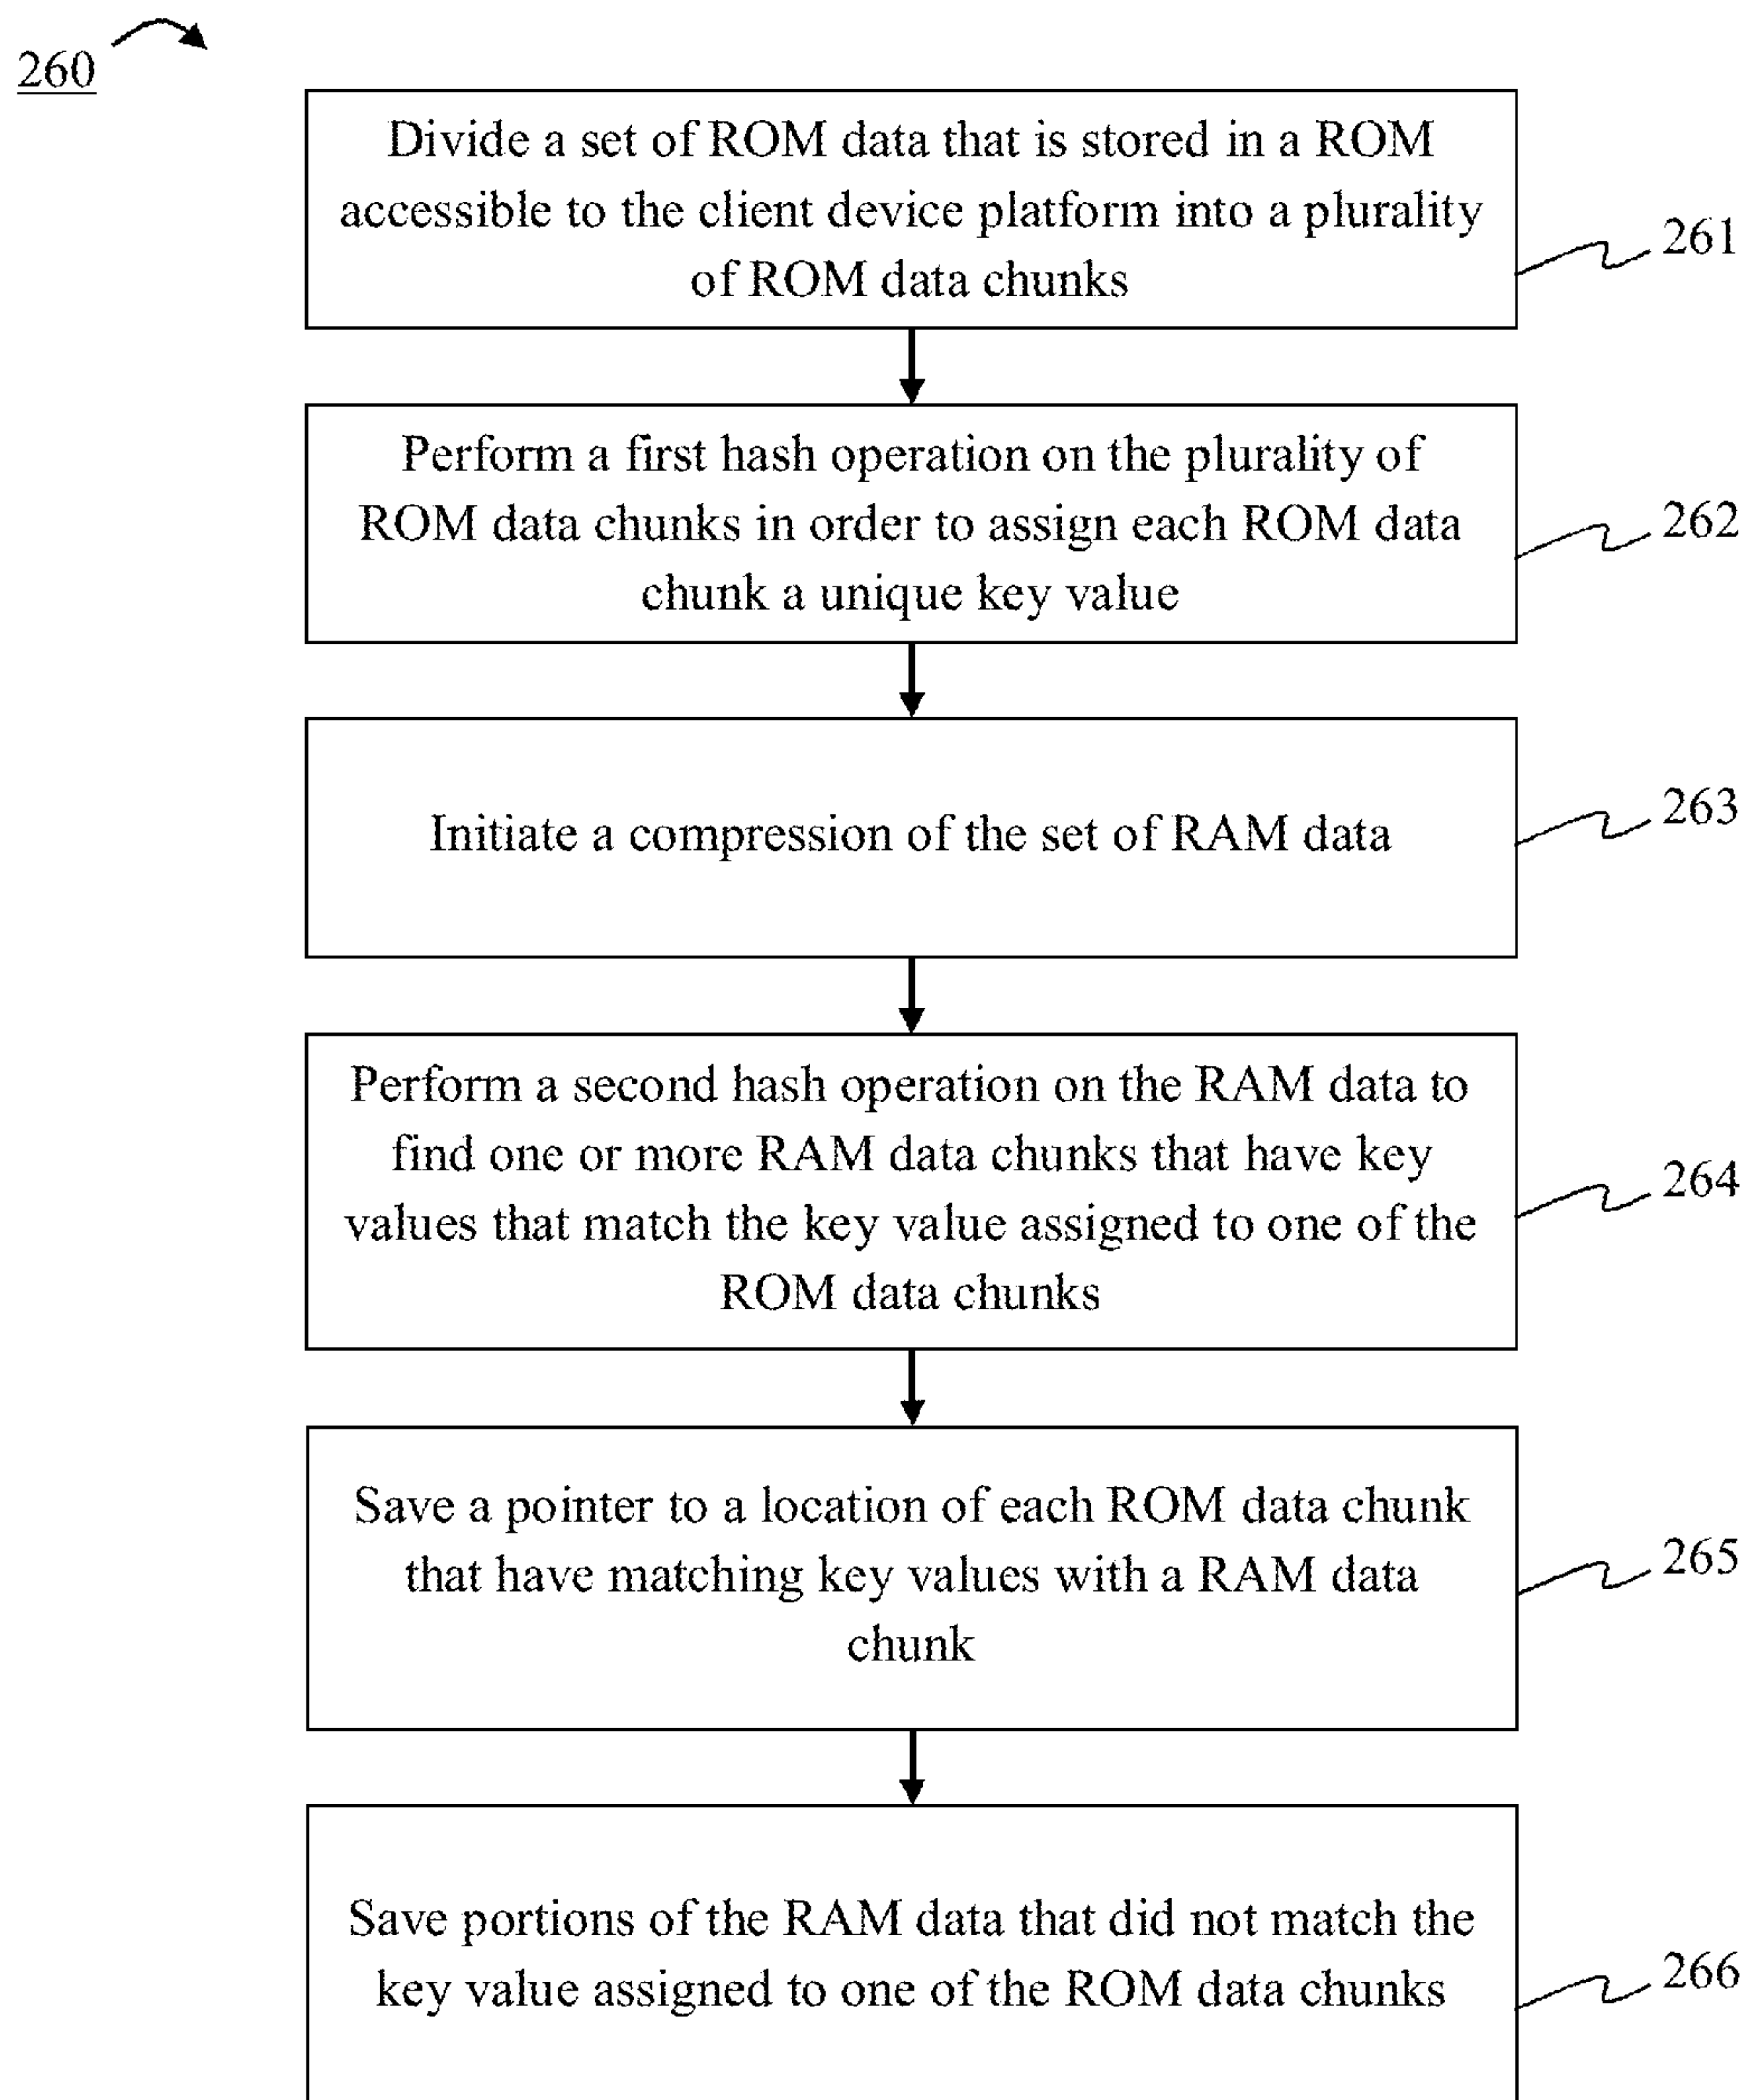 260
Divide a set of ROM data that is stored in a ROM
accessible to the client device platform into a plurality
of ROM data chunks
261
Perform a first hash operation on the plurality of
ROM data chunks in order to assign each ROM data
chunk a unique key value
262
Initiate a compression of the set of RAM data
263
Perform a second hash operation on the RAM data to
find one or more RAM data chunks that have key
values that match the key value assigned to one of the
ROM data chunks
264
Save a pointer to a location of each ROM data chunk
that have matching key values with a RAM data
chunk
265
Save portions of the RAM data that did not match the
key value assigned to one of the ROM data chunks
266